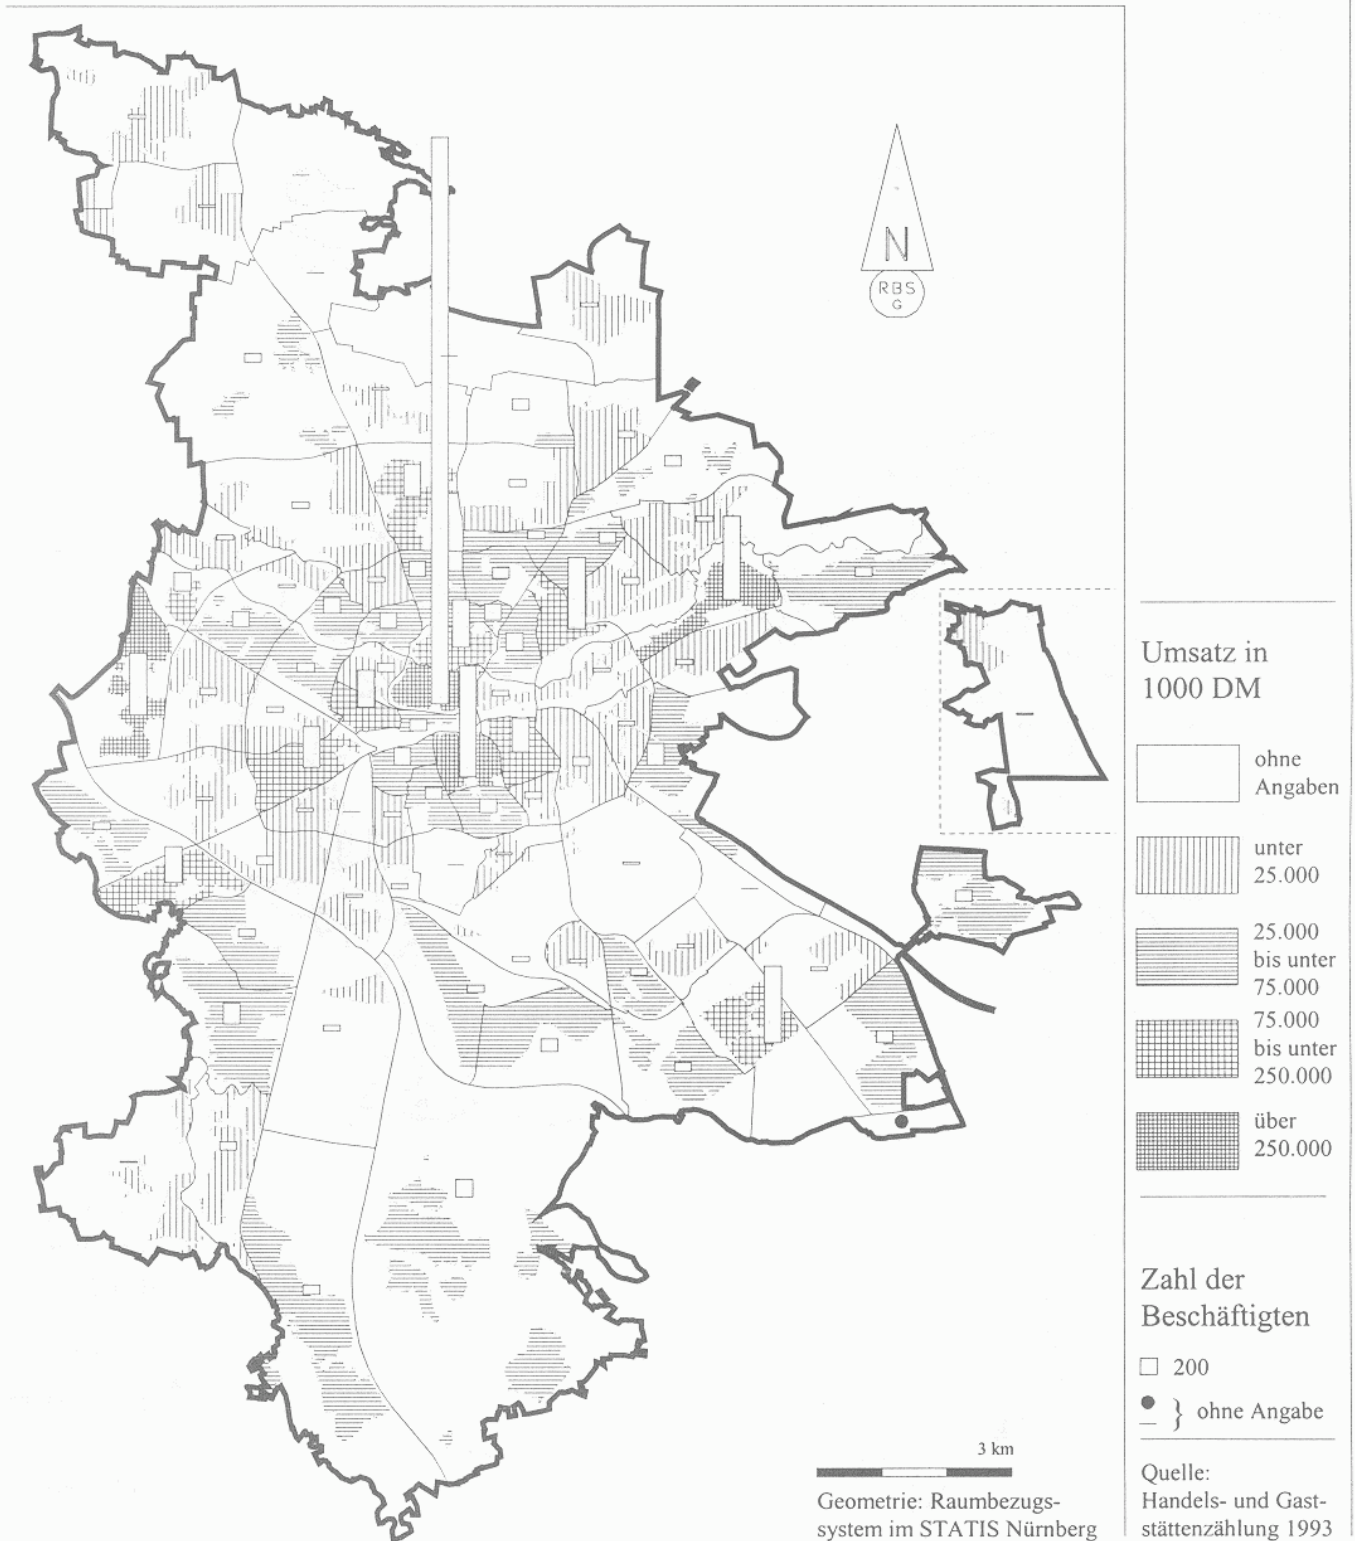 N
RBS
G
Umsatz in
1000 DM
ohne
Angaben
unter
25.000
25.000
bis unter
75.000
75.000
bis unter
250.000
über
250.000
Zahl der
Beschäftigten
200
} ohne Angabe
3 km
Geometrie: Raumbezugs-
system im STATIS Nürnberg
Quelle:
Handels- und Gast-
stättenzählung 1993